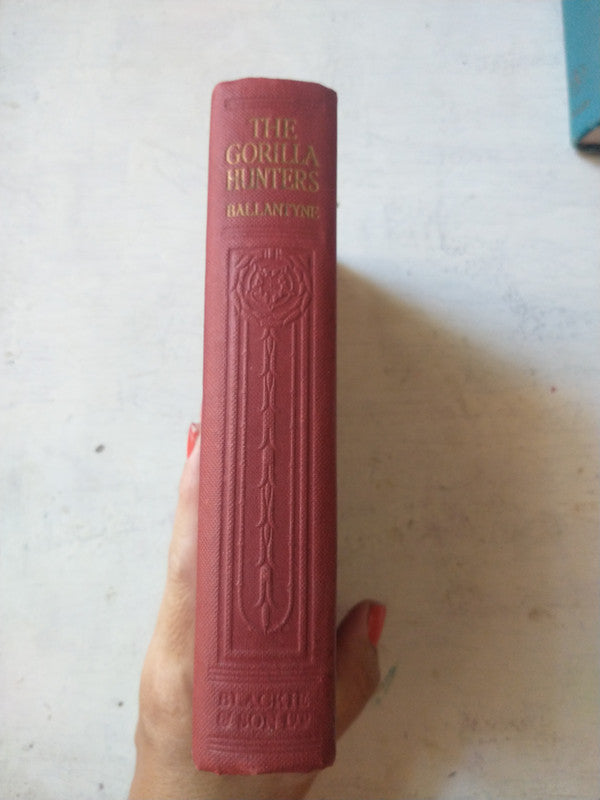 THE
GORILLA
HUNTERS
BALLANTYNE
BLACKIE
& SON LTD